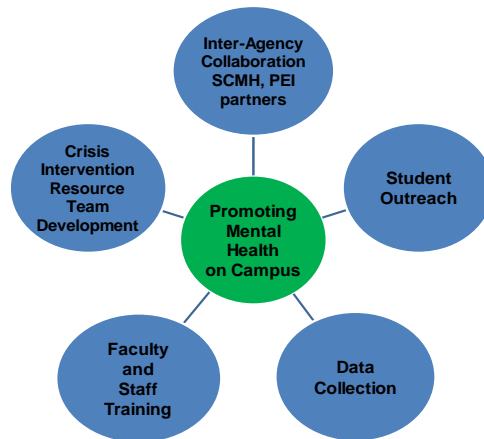 Inter-Agency
Collaboration
SCMH, PEI
partners
Crisis
Intervention
Resource
Team
Development
Student
Outreach
Promoting
Mental
Health
on Campus
Faculty
and
Staff
Training
Data
Collection